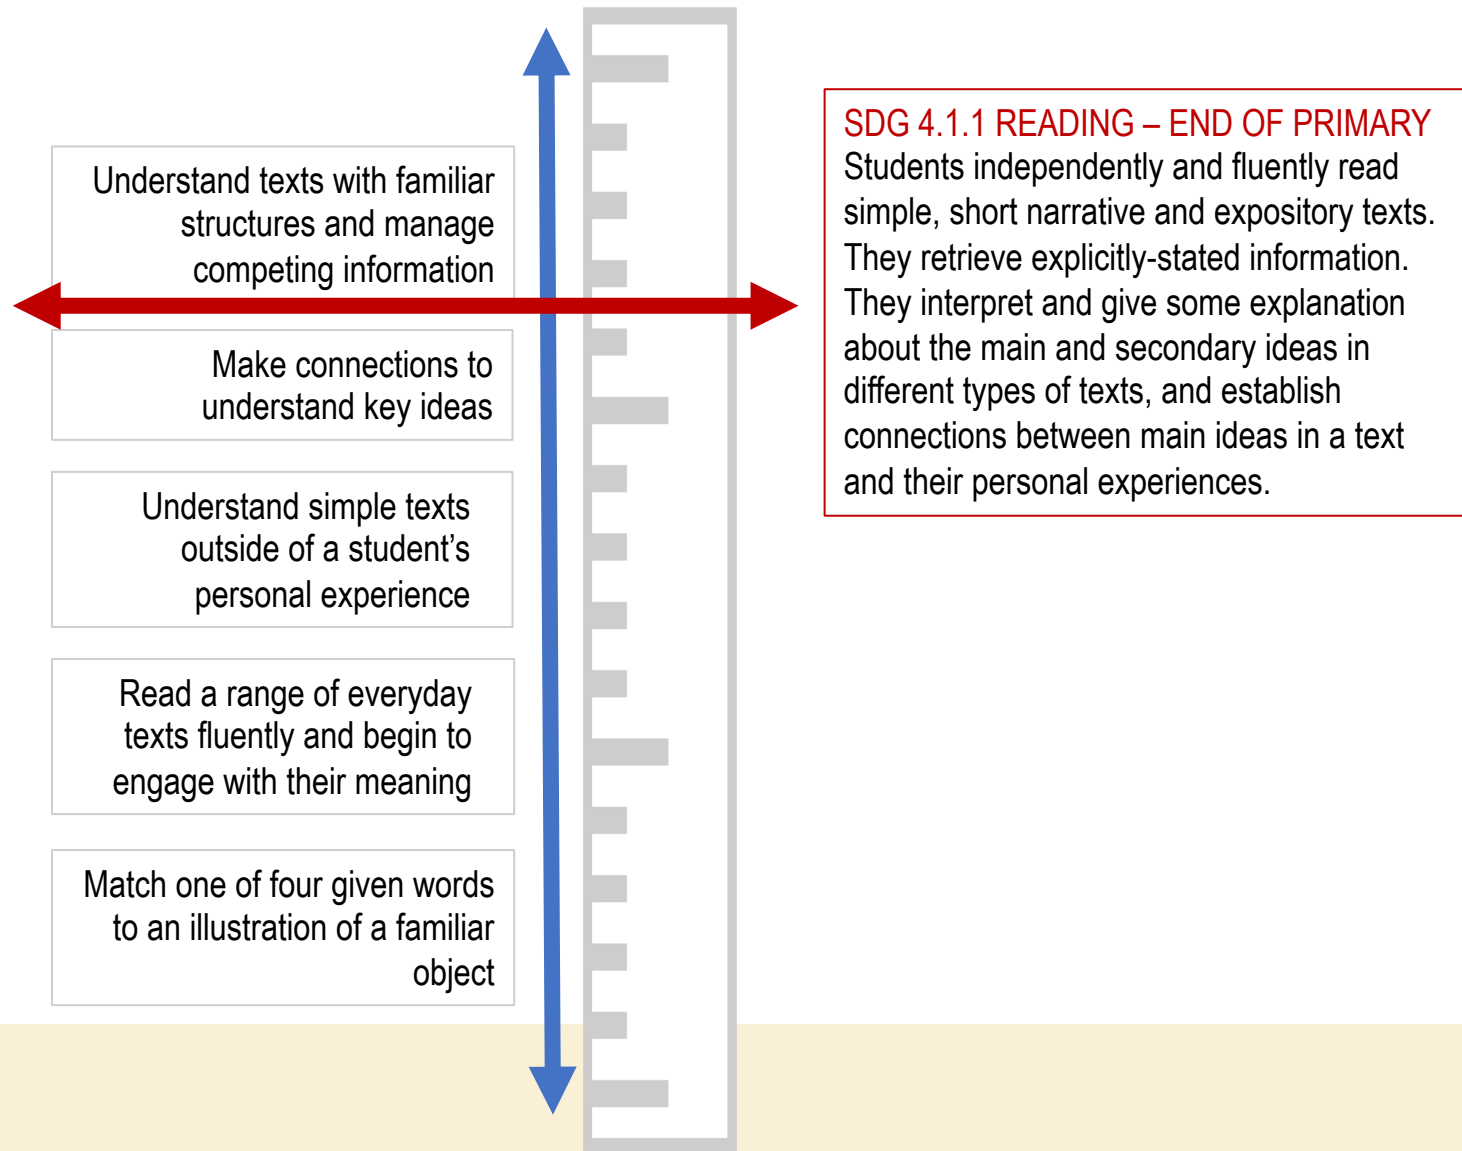 Understand texts with familiar
structures and manage
competing information
Make connections to
understand key ideas
Understand simple texts
outside of a student’s
personal experience
Read a range of everyday
texts fluently and begin to
engage with their meaning
Match one of four given words
to an illustration of a familiar
object
SDG 4.1.1 READING – END OF PRIMARY
Students independently and fluently read
simple, short narrative and expository texts.
They retrieve explicitly-stated information.
They interpret and give some explanation
about the main and secondary ideas in
different types of texts, and establish
connections between main ideas in a text
and their personal experiences.